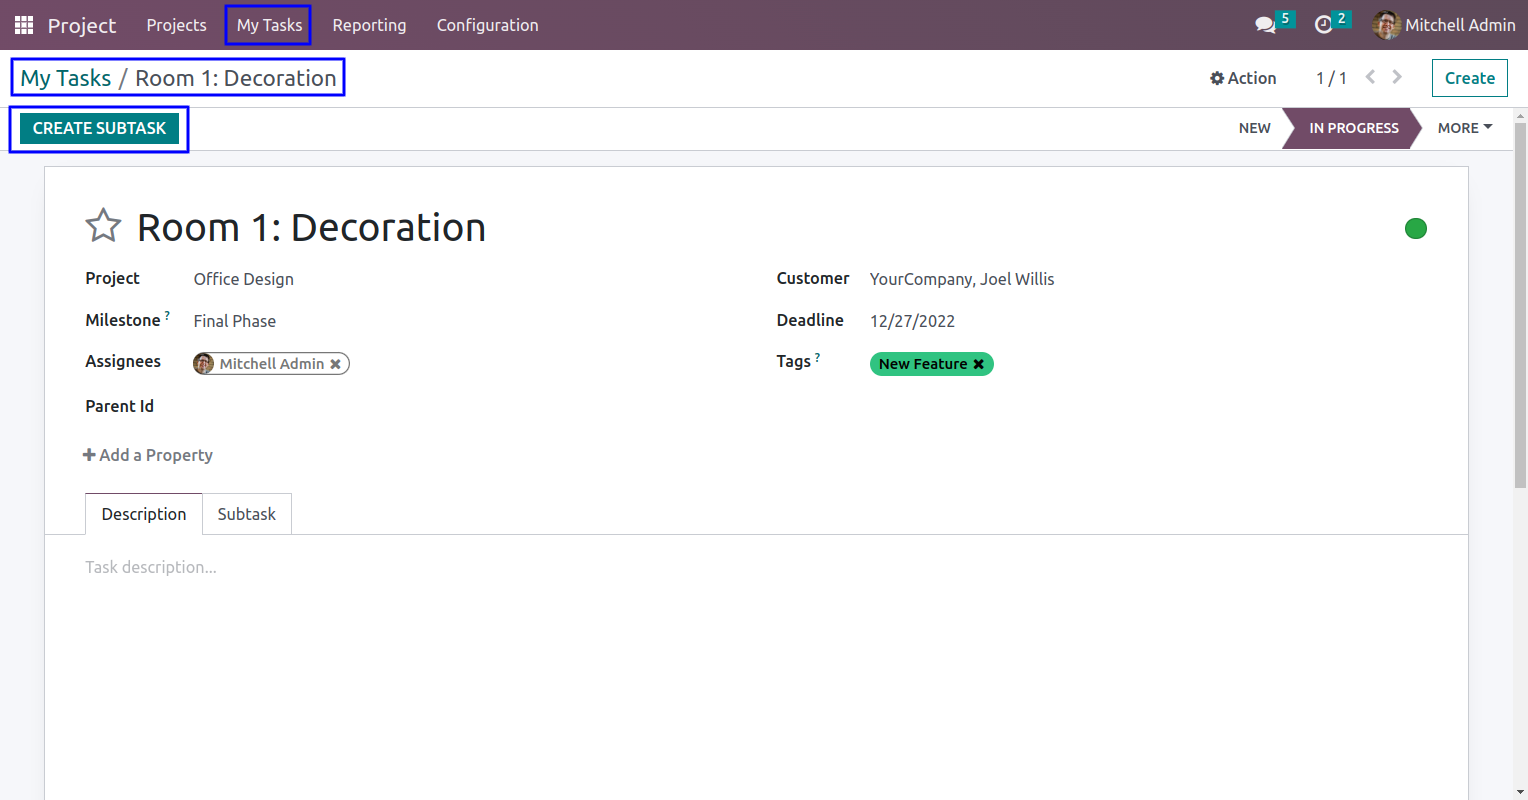 Project Projects My Tasks Reporting Configuration 5 2 Mitchell Admin
My Tasks / Room 1: Decoration Action 1 / 1 Create
CREATE SUBTASK NEW IN PROGRESS MORE
Room 1: Decoration
Project Office Design Customer YourCompany, Joel Willis
Milestone ? Final Phase Deadline 12/27/2022
Assignees Mitchell Admin Tags ? New Feature
Parent Id
Add a Property
Description Subtask
Task description...